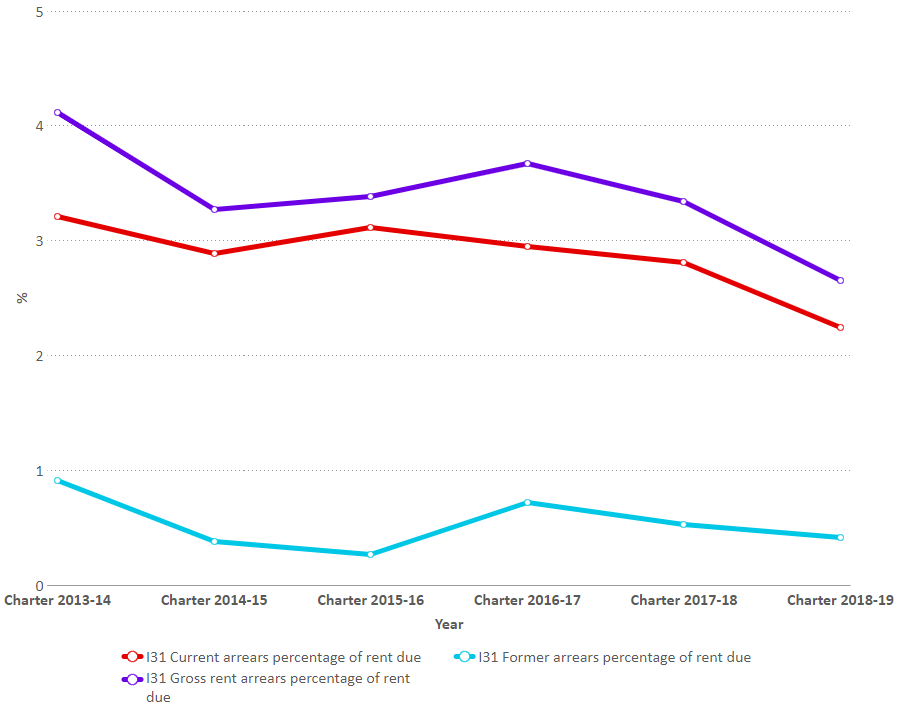 5
4
3
%
2
1
0
Charter 2013-14 Charter 2014-15 Charter 2015-16 Charter 2016-17 Charter 2017-18 Charter 2018-19
Year
I31 Current arrears percentage of rent due I31 Former arrears percentage of rent due
I31 Gross rent arrears percentage of rent
due